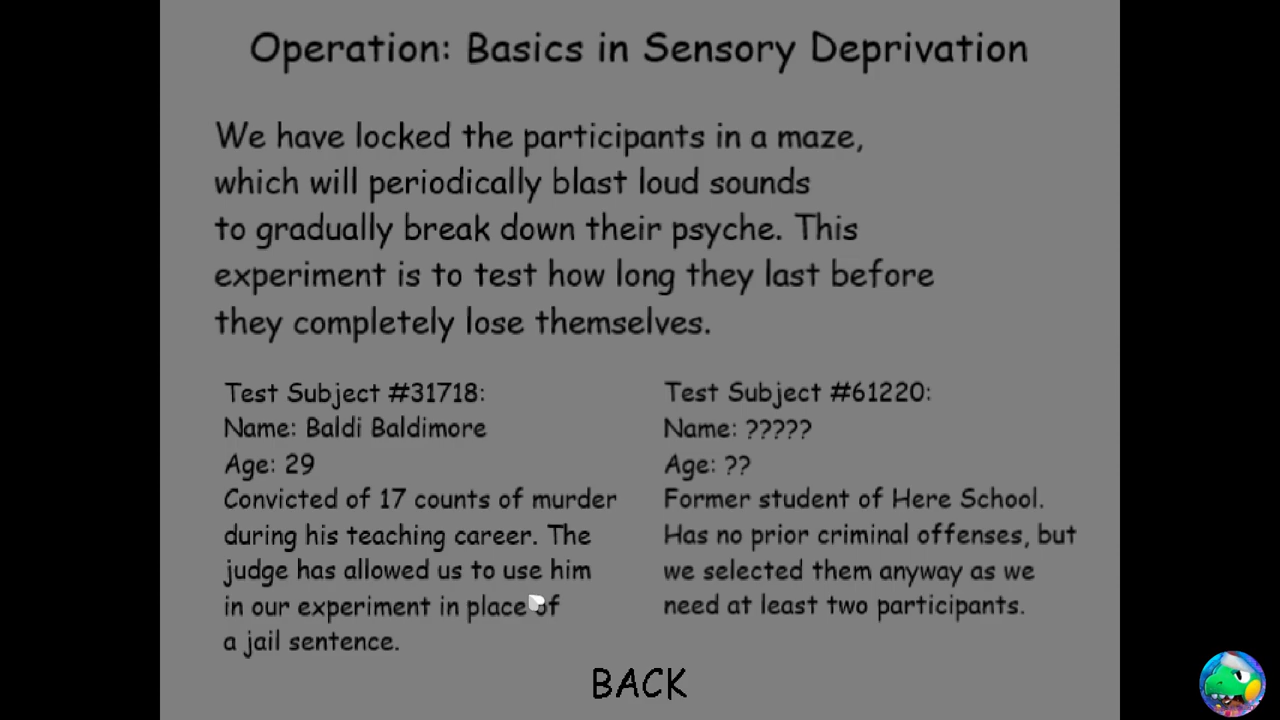 Operation: Basics in Sensory Deprivation
We have locked the participants in a maze,
which will periodically blast loud sounds
to gradually break down their psyche. This
experiment is to test how long they last before
they completely lose themselves.
Test Subject #31718:
Name: Baldi Baldimore
Age: 29
Convicted of 17 counts of murder
during his teaching career. The
judge has allowed us to use him
in our experiment in place of
a jail sentence.
Test Subject #61220:
Name: ?????
Age: ??
Former student of Here School.
Has no prior criminal offenses, but
we selected them anyway as we
need at least two participants.
BACK